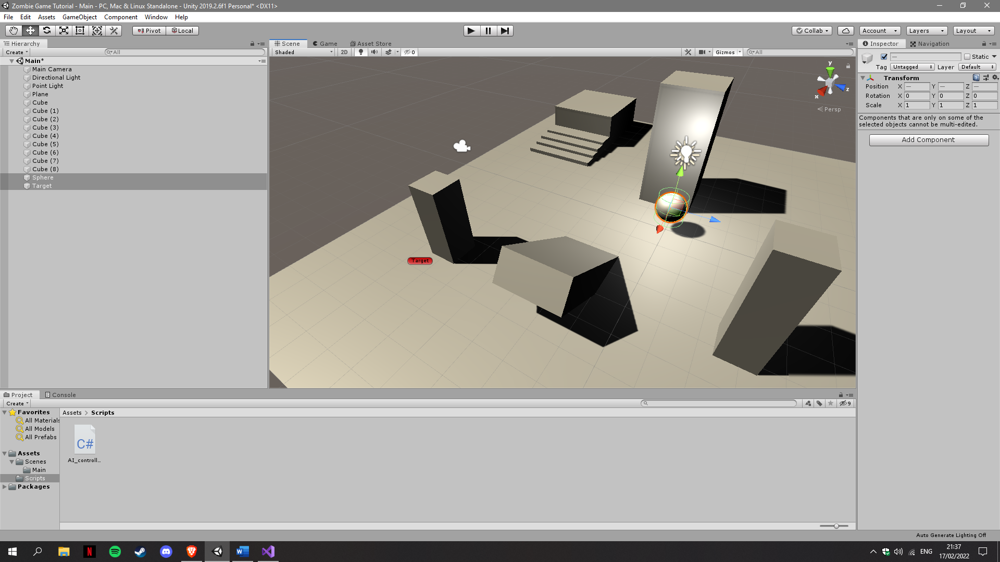 Zombie Game Tutorial - Main - PC, Mac & Linux Standalone - Unity 2019.2.6f1 Personal* <DX11>
File Edit Assets GameObject Component Window Help
Pivot Local Collab Account Layers Layout
Hierarchy
Create All
Main*
Main Camera
Directional Light
Point Light
Plane
Cube
Cube (1)
Cube (2)
Cube (3)
Cube (4)
Cube (5)
Cube (6)
Cube (7)
Cube (8)
Sphere
Target
Scene Game Asset Store
Shaded 2D 0 Gizmos All
y
x
z
Persp
Target
Inspector Navigation
— Static
Tag Untagged Layer Default
Transform
Position X — Y — Z —
Rotation X 0 Y 0 Z 0
Scale X 1 Y 1 Z 1
Components that are only on some of the
selected objects cannot be multi-edited.
Add Component
Project Console
Create 9
Favorites
All Materials
All Models
All Prefabs
Assets
Scenes
Main
Scripts
Packages
Assets > Scripts
C#
AI_controll...
Auto Generate Lighting Off
N
W
ENG
21:37
17/02/2022